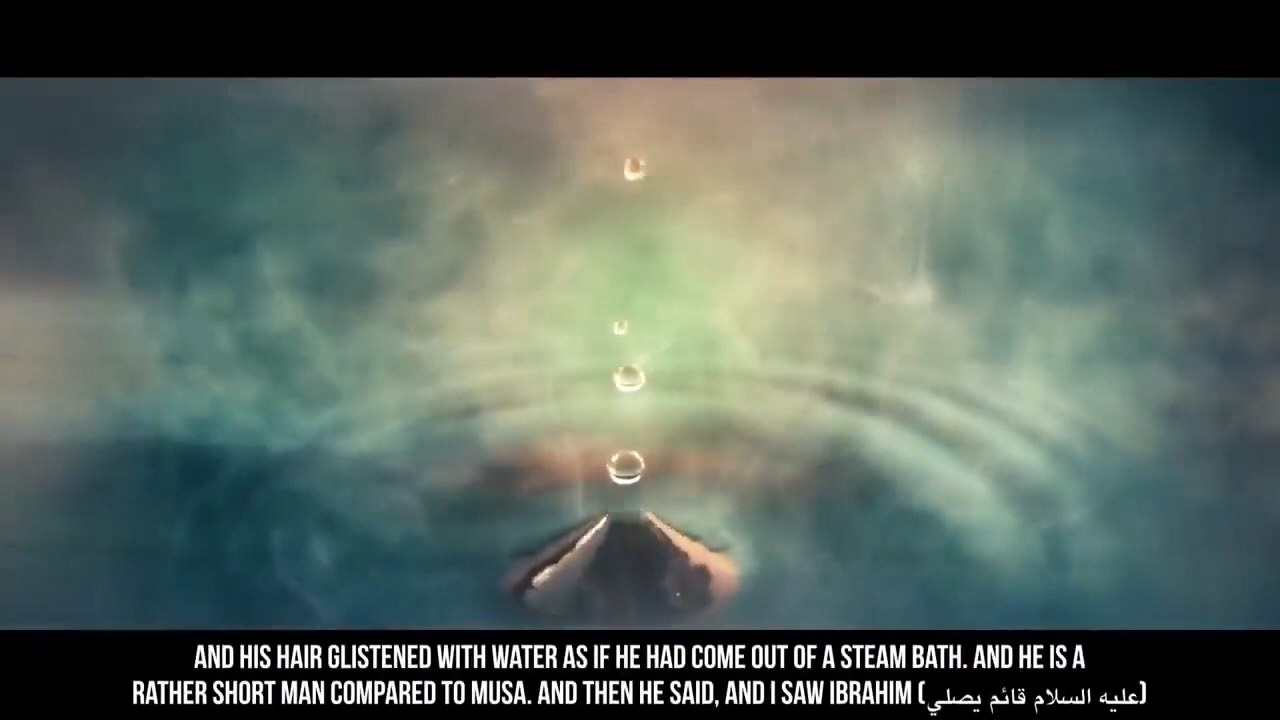 AND HIS HAIR GLISTENED WITH WATER AS IF HE HAD COME OUT OF A STEAM BATH. AND HE IS A
RATHER SHORT MAN COMPARED TO MUSA. AND THEN HE SAID, AND I SAW IBRAHIM (عليه السلام قائم يصلي)